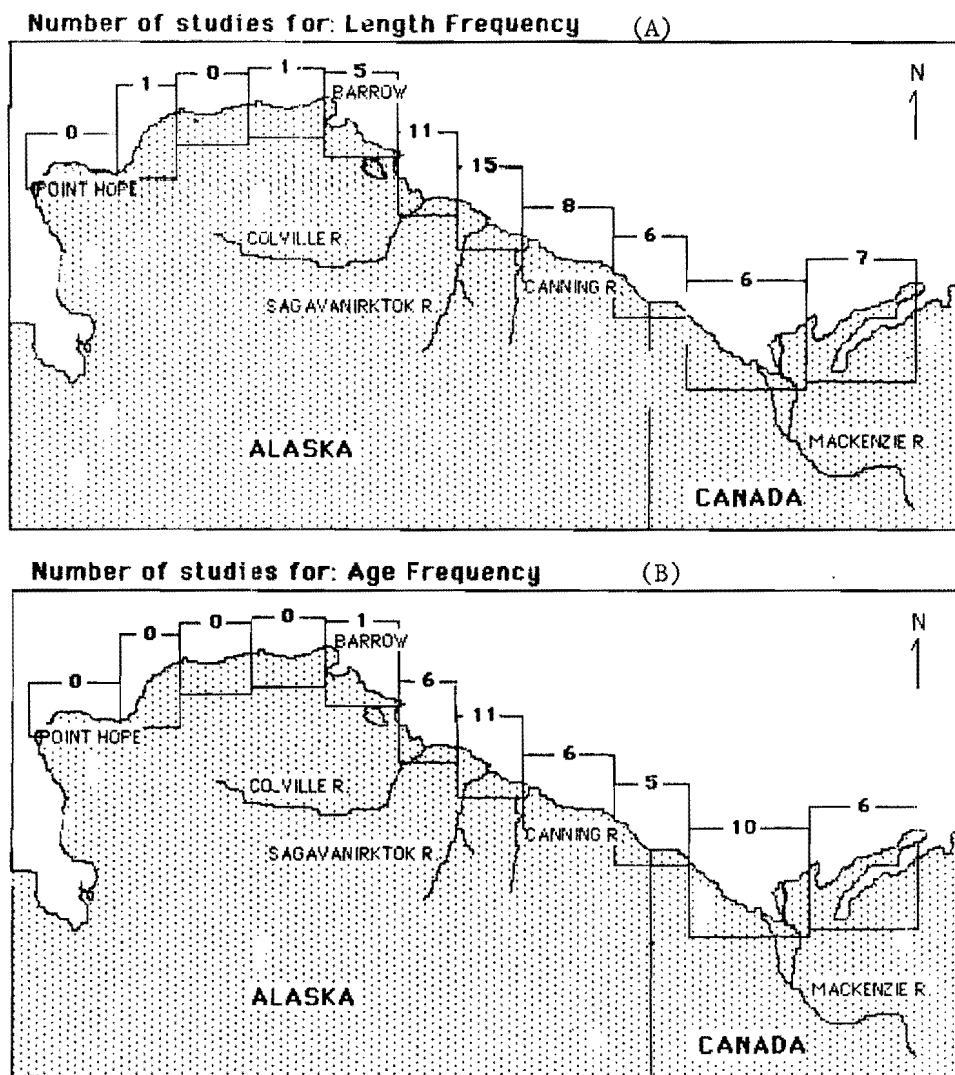 Number of studies for: Length Frequency (A)
0
1
0
1
5
BARROW
N
11
15
8
6
6
7
POINT HOPE
COLVILLE R.
SAGAVANIRKTOK R.
CANNING R.
MACKENZIE R.
ALASKA
CANADA
Number of studies for: Age Frequency (B)
0
0
0
0
1
BARROW
N
6
11
6
5
10
6
POINT HOPE
COLVILLE R.
SAGAVANIRKTOK R.
CANNING R.
MACKENZIE R.
ALASKA
CANADA